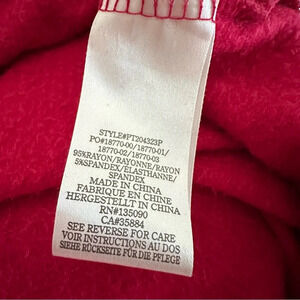 STYLE#PT204323P
PO#18770-00/18770-01/
18770-02/18770-03
95%RAYON/RAYONNE/RAYON
5%SPANDEX/ELASTHANNE/
SPANDEX
MADE IN CHINA
FABRIQUE EN CHINE
HERGESTELLT IN CHINA
RN#135090
CA#35884
SEE REVERSE FOR CARE
VOIR INSTRUCTIONS AU DOS
SIEHE RÜCKSEITE FÜR DIE PFLEGE